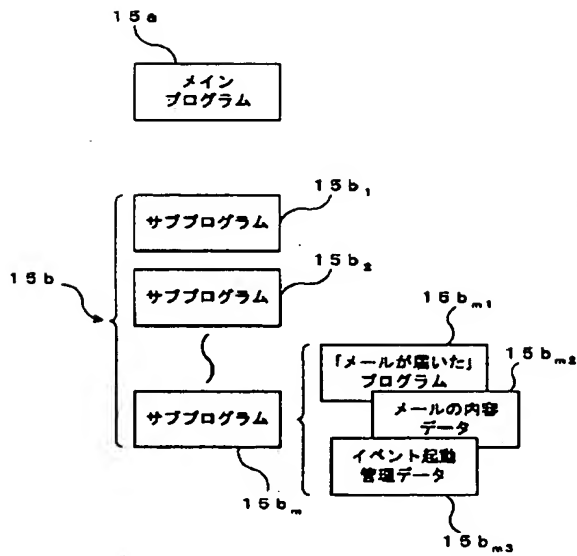 15a
メイン
プログラム
15b₁
サブプログラム
15b₂
サブプログラム
15b
16bₘ₁
「メールが届いた」
プログラム
15bₘ₂
メールの内容
データ
サブプログラム
イベント起動
管理データ
15bₘ
15bₘ₃